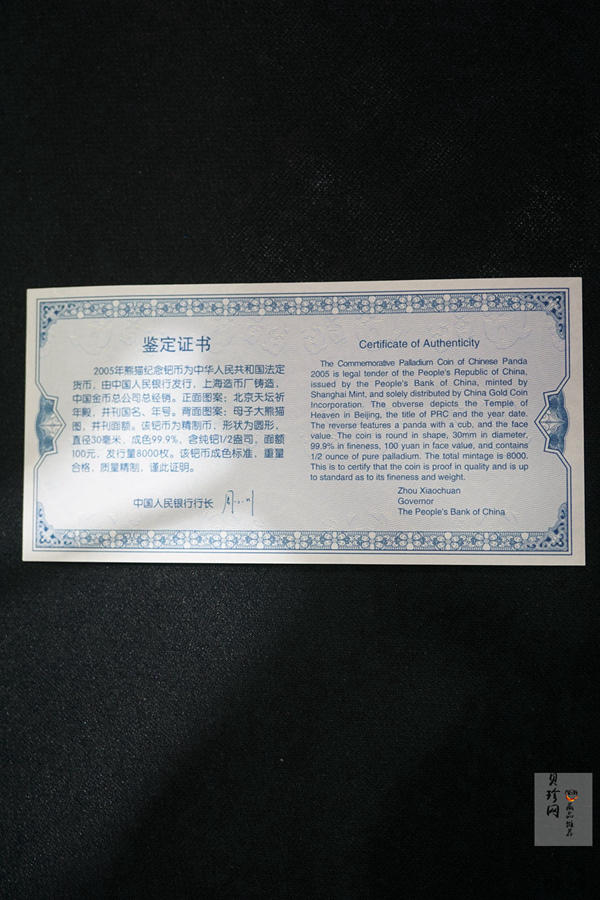 鉴定证书
2005年熊猫纪念钯币为中华人民共和国法定
货币，由中国人民银行发行，上海造币厂铸造，
中国金币总公司总经销。正面图案：北京天坛祈
年殿，并刊国名、年号。背面图案：母子大熊猫
图，并刊面额。该钯币为精制币，形状为圆形，
直径30毫米，成色99.9%，含纯钯1/2盎司，面额
100元，发行量8000枚。该钯币成色标准，重量
合格，质量精制，谨此证明。
中国人民银行行长
Certificate of Authenticity
The Commemorative Palladium Coin of Chinese Panda
2005 is legal tender of the People's Republic of China,
issued by the People's Bank of China, minted by
Shanghai Mint, and solely distributed by China Gold Coin
Incorporation. The obverse depicts the Temple of
Heaven in Beijing, the title of PRC and the year date.
The reverse features a panda with a cub, and the face
value. The coin is round in shape, 30mm in diameter,
99.9% in fineness, 100 yuan in face value, and contains
1/2 ounce of pure palladium. The total mintage is 8000.
This is to certify that the coin is proof in quality and is up
to standard as to its fineness and weight.
Zhou Xiaochuan
Governor
The People's Bank of China
贝珍网